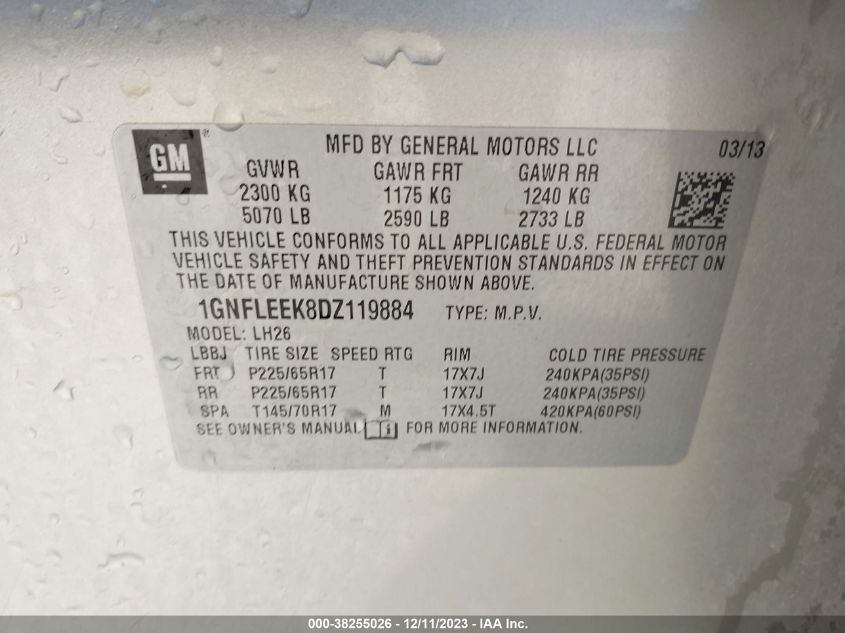 GM
MFD BY GENERAL MOTORS LLC 03/13
GVWR GAWR FRT GAWR RR
2300 KG 1175 KG 1240 KG
5070 LB 2590 LB 2733 LB
THIS VEHICLE CONFORMS TO ALL APPLICABLE U.S. FEDERAL MOTOR
VEHICLE SAFETY AND THEFT PREVENTION STANDARDS IN EFFECT ON
THE DATE OF MANUFACTURE SHOWN ABOVE.
1GNFLEEK8DZ119884 TYPE: M.P.V.
MODEL: LH26
LBBJ TIRE SIZE SPEED RTG RIM COLD TIRE PRESSURE
FRT P225/65R17 T 17X7J 240KPA(35PSI)
RR P225/65R17 T 17X7J 240KPA(35PSI)
SPA T145/70R17 M 17X4.5T 420KPA(60PSI)
SEE OWNER'S MANUAL i FOR MORE INFORMATION.
000-38255026 - 12/11/2023 - IAA Inc.